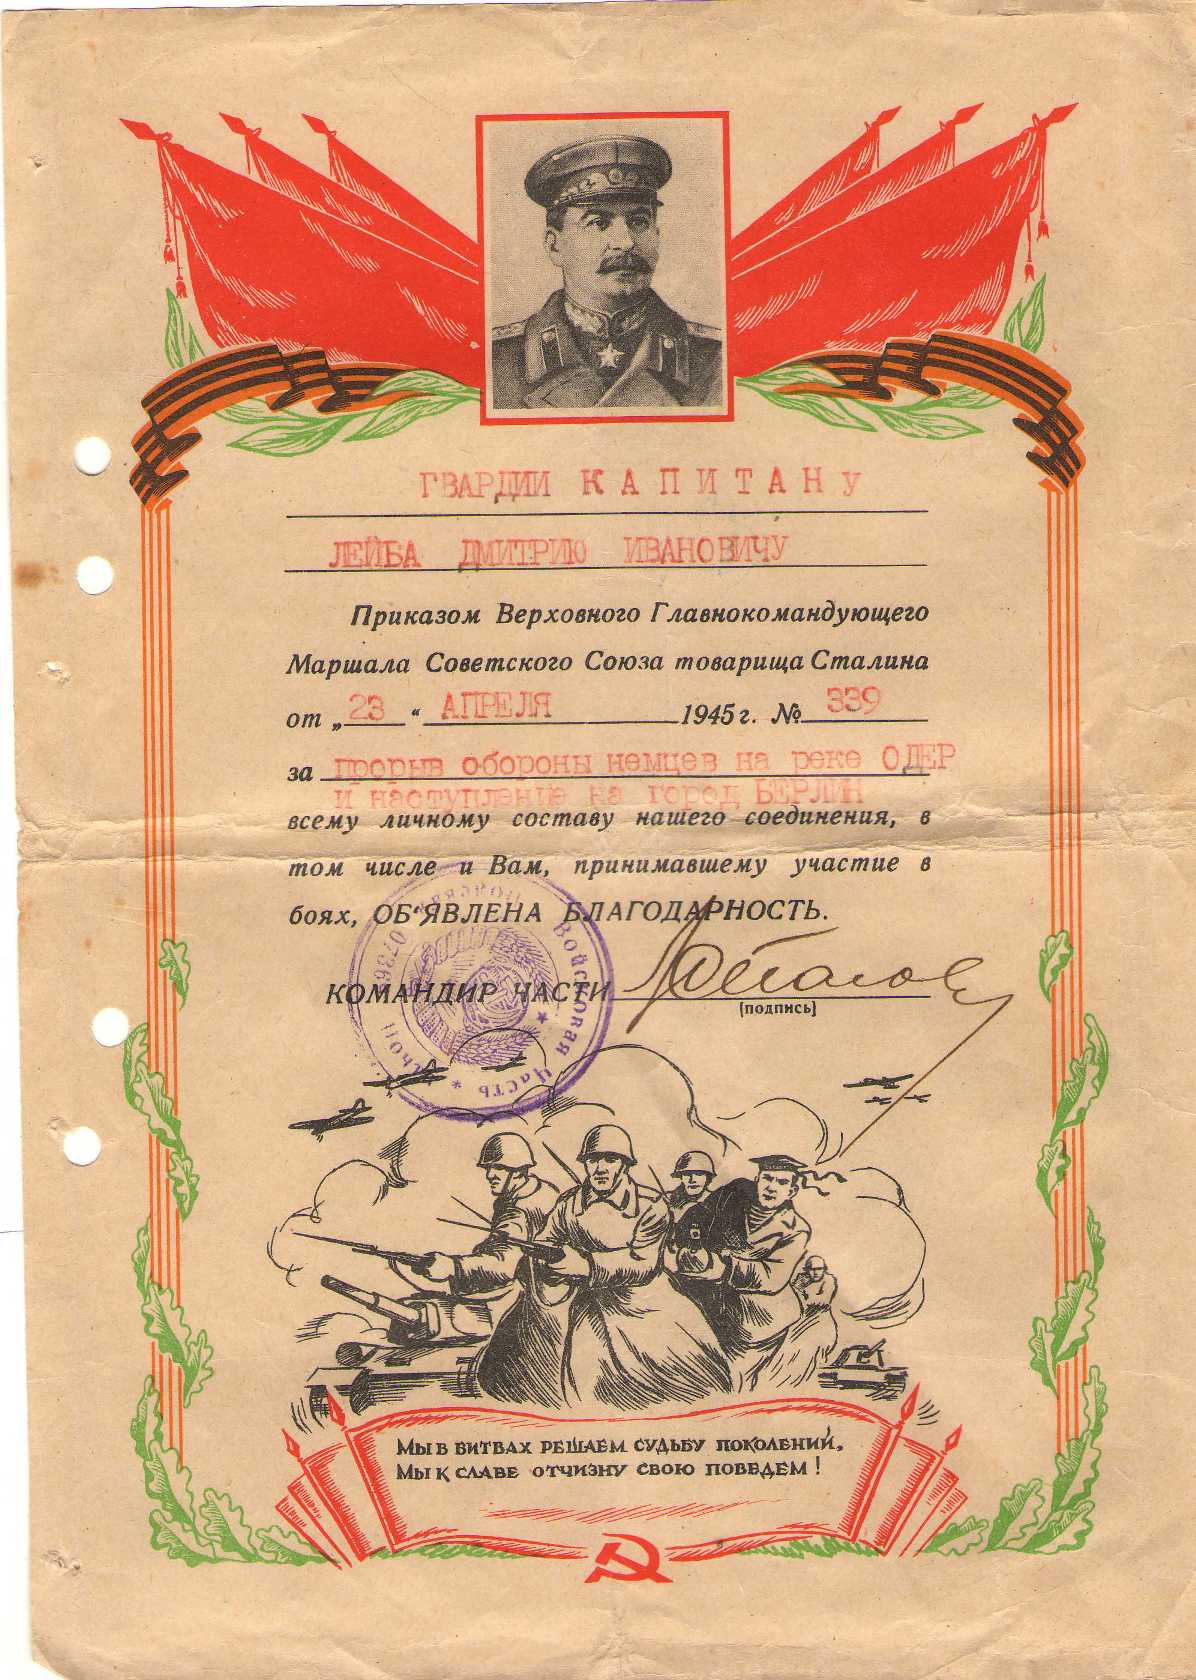 ГВАРДИИ КАПИТАНУ
ЛЕЙБА ДМИТРИЮ ИВАНОВИЧУ
Приказом Верховного Главнокомандующего
Маршала Советского Союза товарища Сталина
от „23“ АПРЕЛЯ 1945 г. № 339
за прорыв обороны немцев на реке ОДЕР
и наступление на город БЕРЛИН
всему личному составу нашего соединения, в
том числе и Вам, принимавшему участие в
боях, ОБ‘ЯВЛЕНА БЛАГОДАРНОСТЬ.
КОМАНДИР ЧАСТИ
(подпись)
Войсковая Часть
МЫ В БИТВАХ РЕШАЕМ СУДЬБУ ПОКОЛЕНИЙ,
МЫ К СЛАВЕ ОТЧИЗНУ СВОЮ ПОВЕДЕМ!